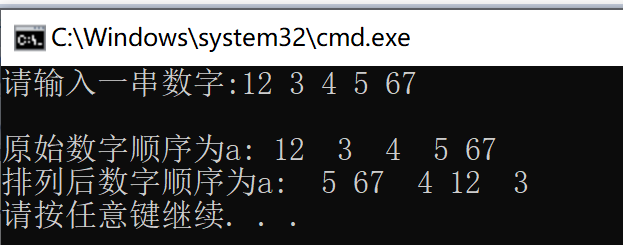 C:\Windows\system32\cmd.exe
请输入一串数字:12 3 4 5 67
原始数字顺序为a: 12  3  4  5 67
排列后数字顺序为a:  5 67  4 12  3
请按任意键继续. . .